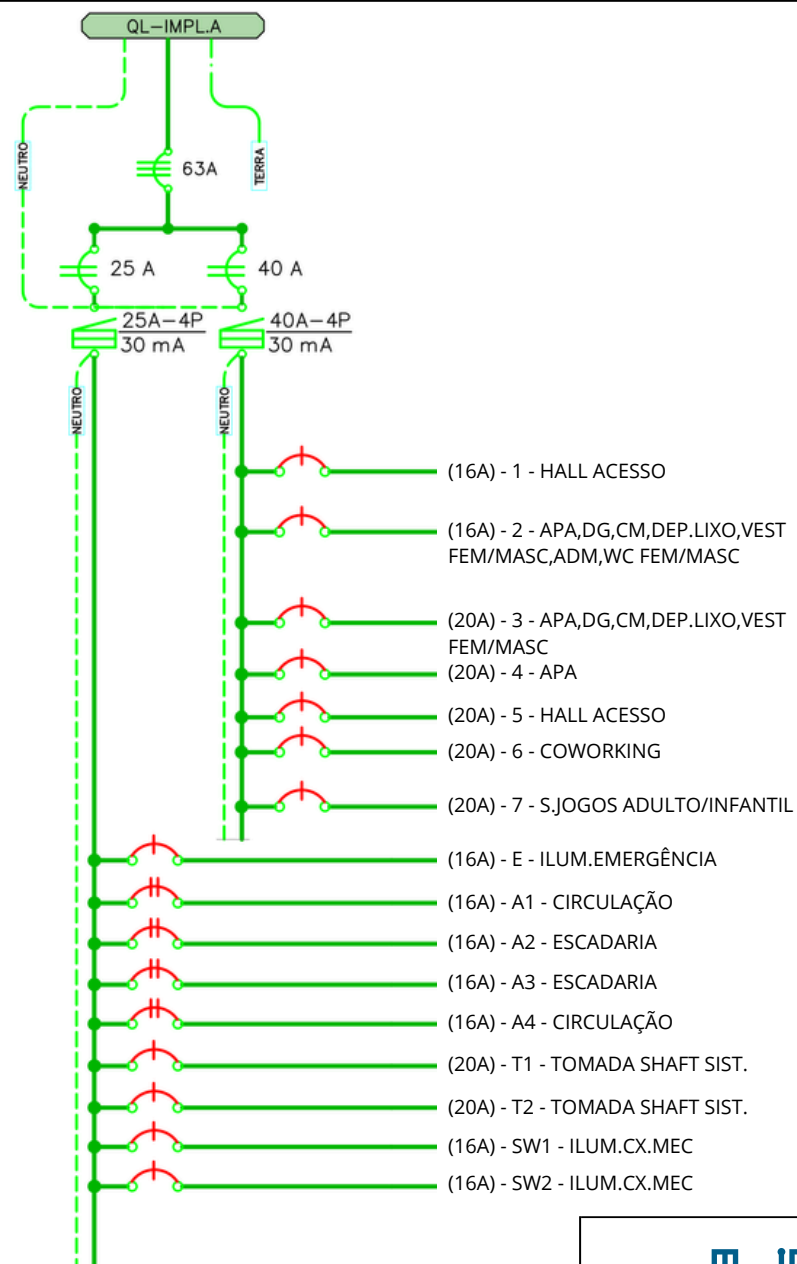 QL-IMPL.A
NEUTRO
TERRA
63A
25 A
40 A
25A-4P
30 mA
40A-4P
30 mA
NEUTRO
NEUTRO
(16A) - 1 - HALL ACESSO
(16A) - 2 - APA,DG,CM,DEP.LIXO,VEST
FEM/MASC,ADM,WC FEM/MASC
(20A) - 3 - APA,DG,CM,DEP.LIXO,VEST
FEM/MASC
(20A) - 4 - APA
(20A) - 5 - HALL ACESSO
(20A) - 6 - COWORKING
(20A) - 7 - S.JOGOS ADULTO/INFANTIL
(16A) - E - ILUM.EMERGÊNCIA
(16A) - A1 - CIRCULAÇÃO
(16A) - A2 - ESCADARIA
(16A) - A3 - ESCADARIA
(16A) - A4 - CIRCULAÇÃO
(20A) - T1 - TOMADA SHAFT SIST.
(20A) - T2 - TOMADA SHAFT SIST.
(16A) - SW1 - ILUM.CX.MEC
(16A) - SW2 - ILUM.CX.MEC